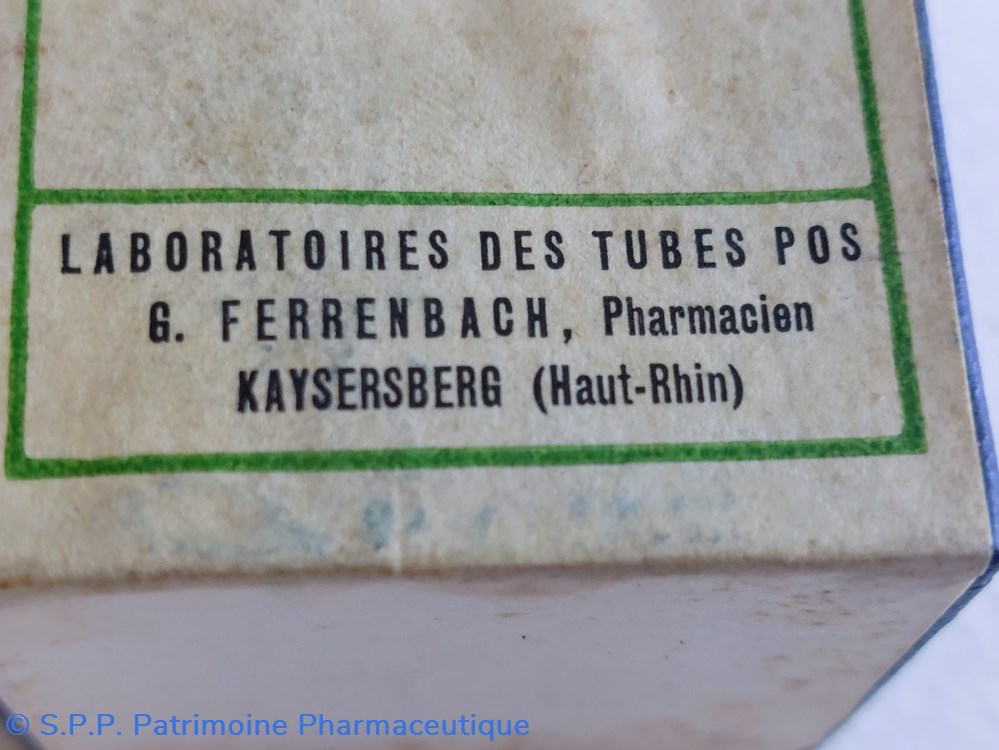 LABORATOIRES DES TUBES POS
G. FERRENBACH, Pharmacien
KAYSERSBERG (Haut-Rhin)
© S.P.P. Patrimoine Pharmaceutique